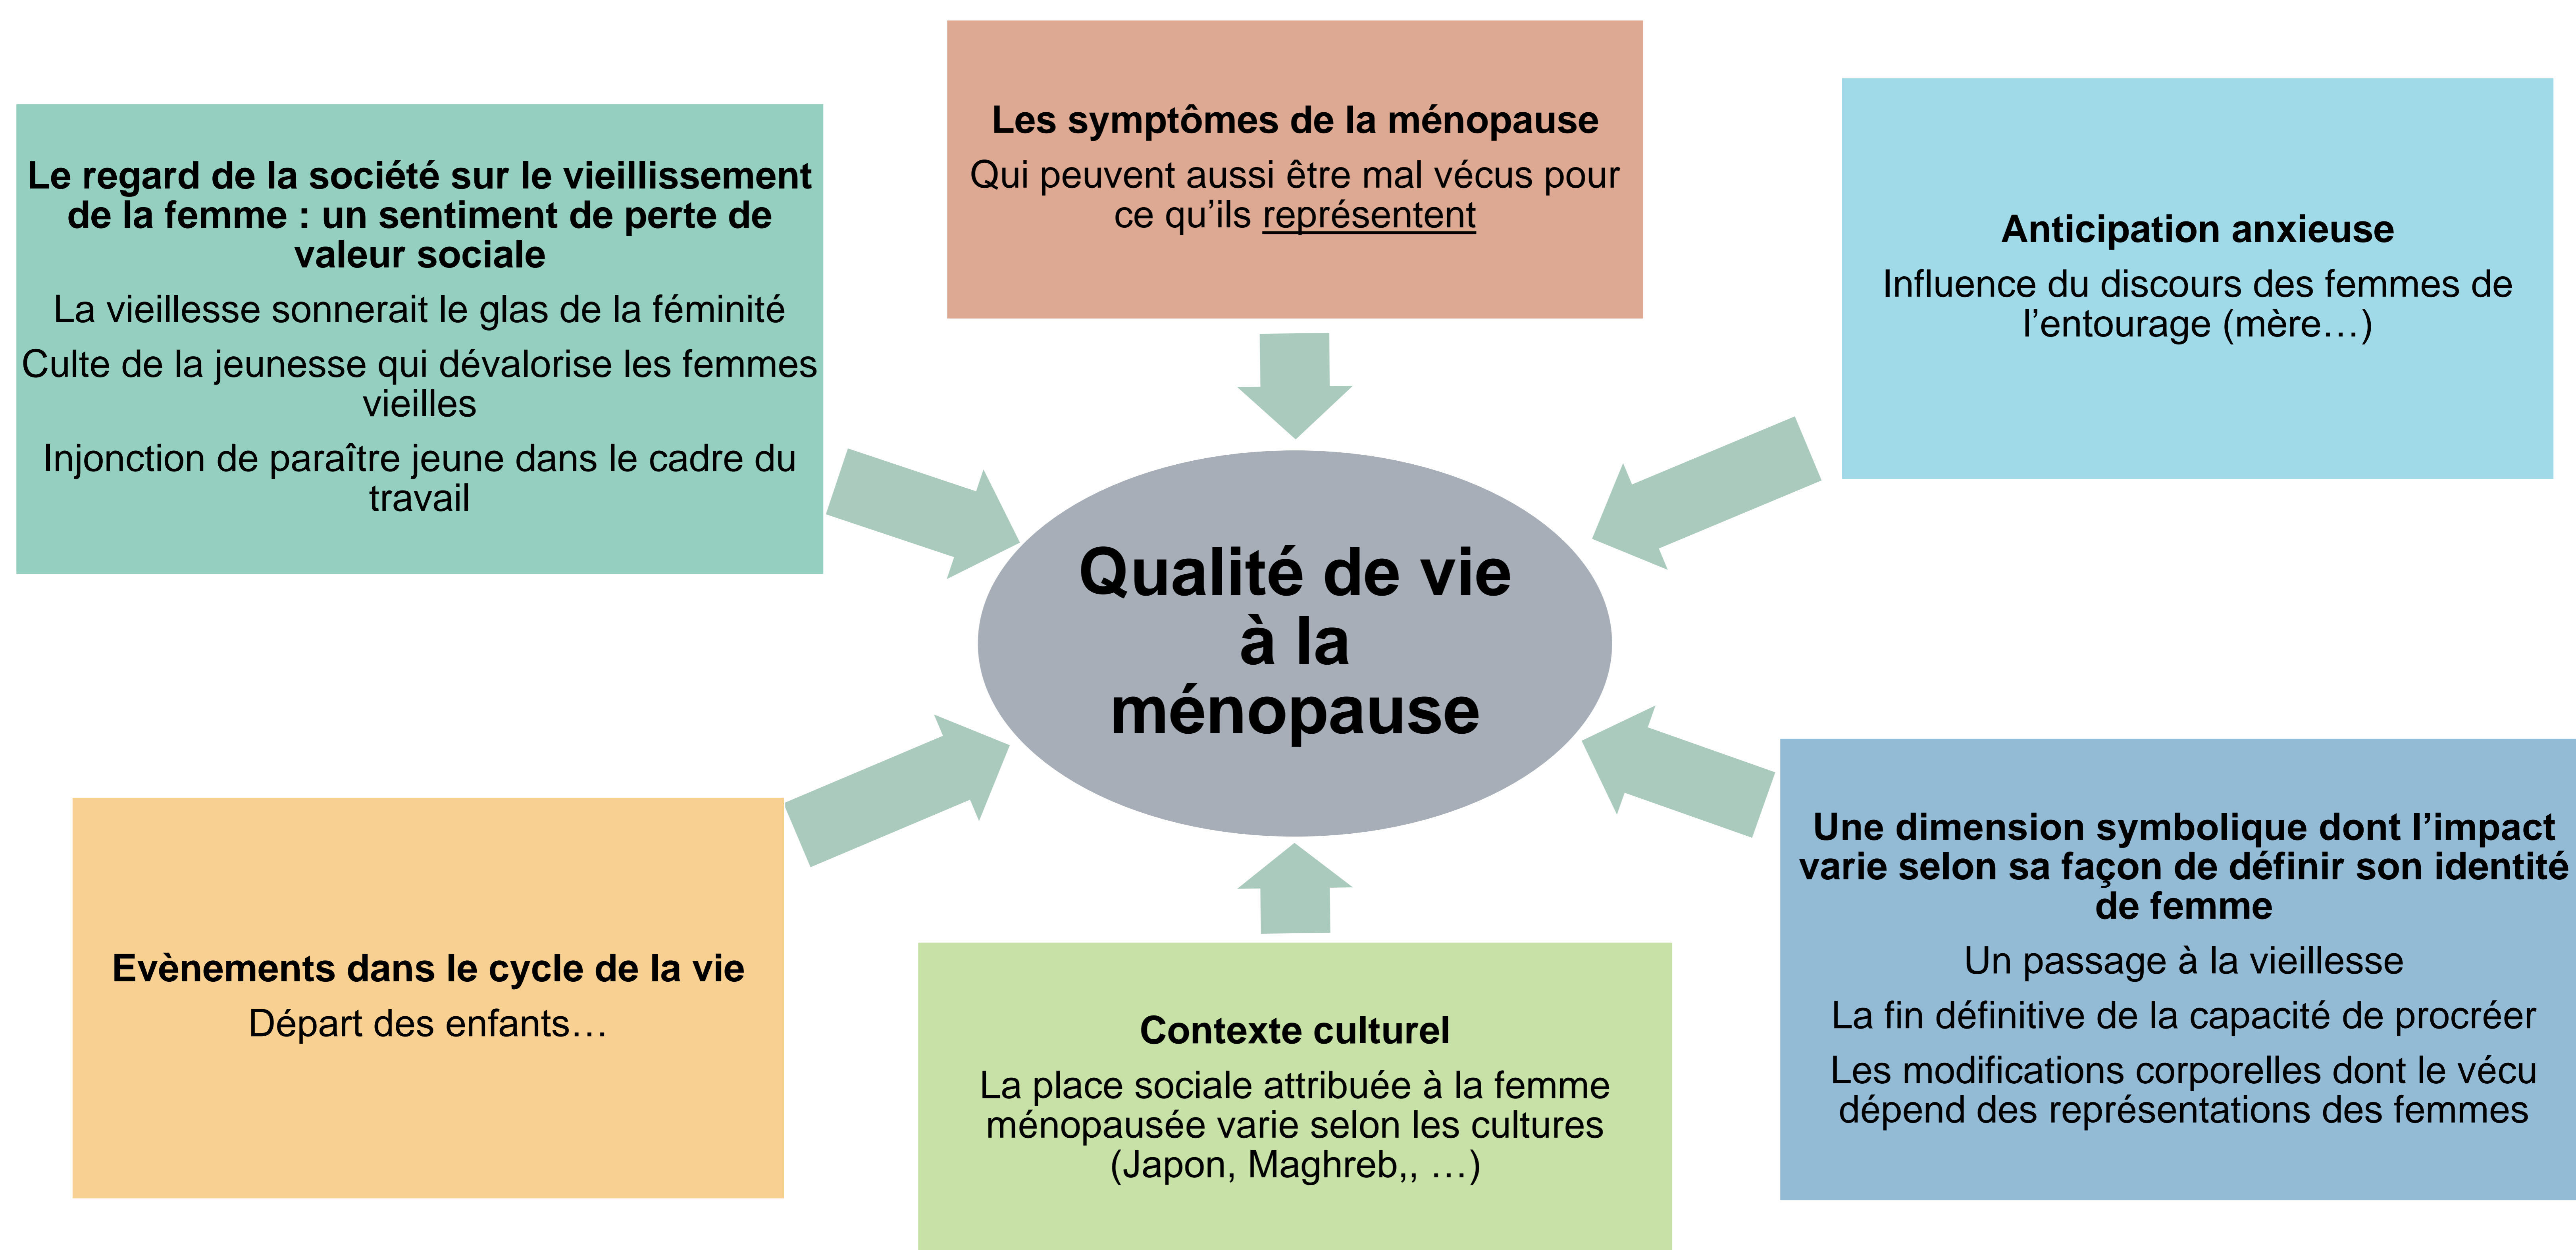 Les symptômes de la ménopause
Qui peuvent aussi être mal vécus pour
ce qu’ils représentent
Le regard de la société sur le vieillissement
de la femme : un sentiment de perte de
valeur sociale
La vieillesse sonnerait le glas de la féminité
Culte de la jeunesse qui dévalorise les femmes
vieilles
Injonction de paraître jeune dans le cadre du
travail
Anticipation anxieuse
Influence du discours des femmes de
l’entourage (mère…)
Qualité de vie
à la
ménopause
Evènements dans le cycle de la vie
Départ des enfants…
Contexte culturel
La place sociale attribuée à la femme
ménopausée varie selon les cultures
(Japon, Maghreb,, …)
Une dimension symbolique dont l’impact
varie selon sa façon de définir son identité
de femme
Un passage à la vieillesse
La fin définitive de la capacité de procréer
Les modifications corporelles dont le vécu
dépend des représentations des femmes